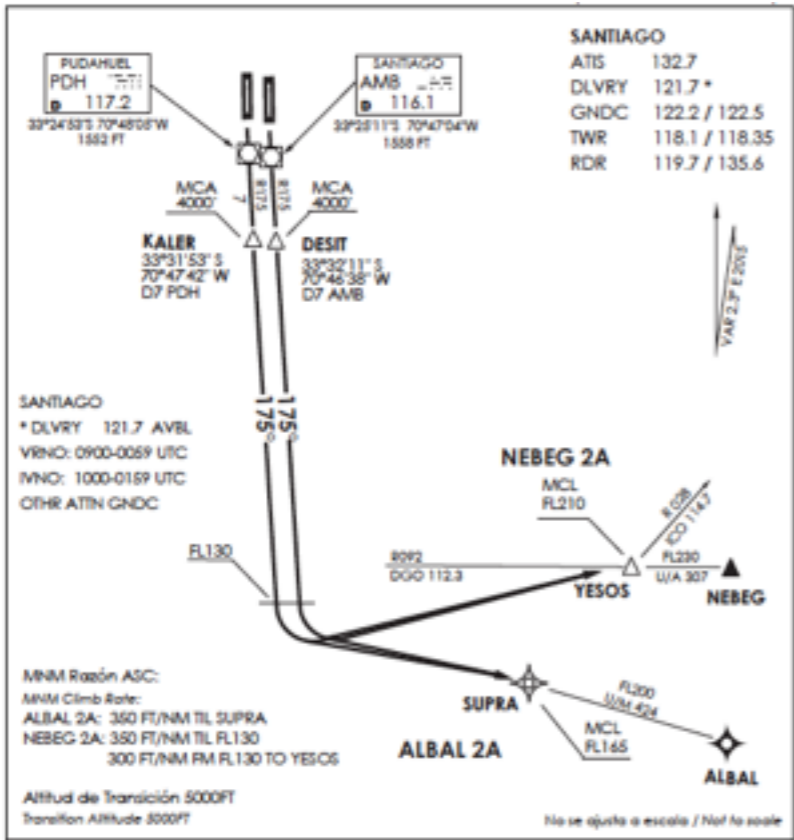 SANTIAGO
ATIS 132.7
DLVRY 121.7 *
GNDC 122.2 / 122.5
TWR 118.1 / 118.35
RDR 119.7 / 135.6
PUDAHUEL
PDH
D 117.2
33°24'53"S 70°48'05"W
1552 FT
SANTIAGO
AMB
D 116.1
33°25'11"S 70°47'04"W
1558 FT
R175
MCA
4000'
MCA
4000'
KALER
33°31'53" S
70°47'42" W
D7 PDH
DESIT
33°32'11" S
70°46'38" W
D7 AMB
VAR 2.3° E 2015
175°
175°
SANTIAGO
* DLVRY 121.7 AVBL
VRNO: 0900-0059 UTC
IVNO: 1000-0159 UTC
OTHR ATTN GNDC
NEBEG 2A
MCL
FL210
R 028
ICO 114.7
FL130
R092
DGO 112.3
YESOS
FL230
U/A 307
NEBEG
MNM Razón ASC:
MNM Climb Rate:
ALBAL 2A: 350 FT/NM TIL SUPRA
NEBEG 2A: 350 FT/NM TIL FL130
300 FT/NM FM FL130 TO YESOS
SUPRA
FL200
U/M 424
ALBAL 2A
MCL
FL165
ALBAL
Altitud de Transición 5000FT
Transition Altitude 5000FT
No se ajusta a escala / Not to scale